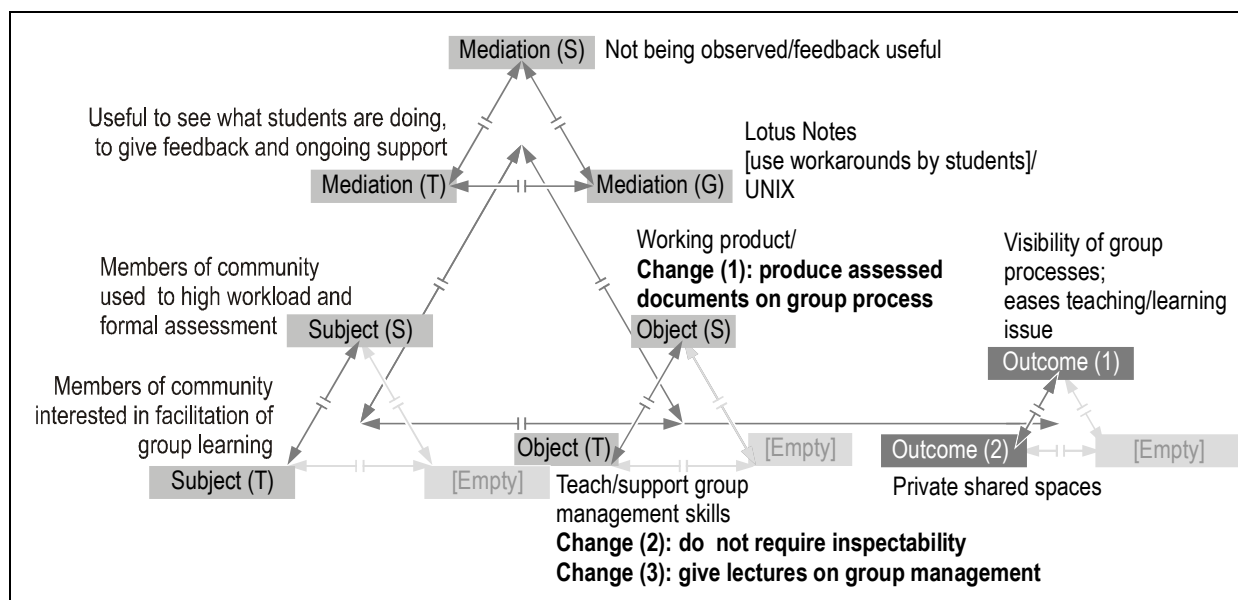 Mediation (S)
Not being observed/feedback useful
Useful to see what students are doing,
to give feedback and ongoing support
Lotus Notes
[use workarounds by students]/
UNIX
Mediation (T)
Mediation (G)
Working product/
Change (1): produce assessed
documents on group process
Visibility of group
processes;
eases teaching/learning
issue
Members of community
used to high workload and
formal assessment
Subject (S)
Object (S)
Outcome (1)
Members of community
interested in facilitation of
group learning
Subject (T)
[Empty]
Object (T)
[Empty]
Outcome (2)
[Empty]
Teach/support group
management skills
Change (2): do not require inspectability
Change (3): give lectures on group management
Private shared spaces